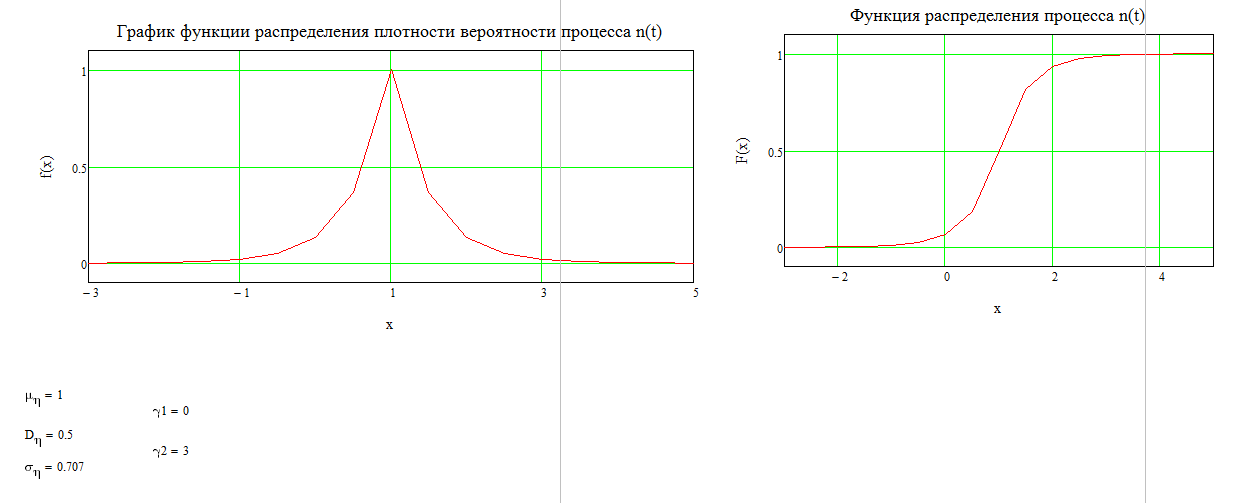 График функции распределения плотности вероятности процесса n(t)
f(x)
1
0.5
0
−3 −1 1 3 5
x
Функция распределения процесса n(t)
F(x)
1
0.5
0
−2 0 2 4
x
μη = 1
γ1 = 0
Dη = 0.5
γ2 = 3
ση = 0.707